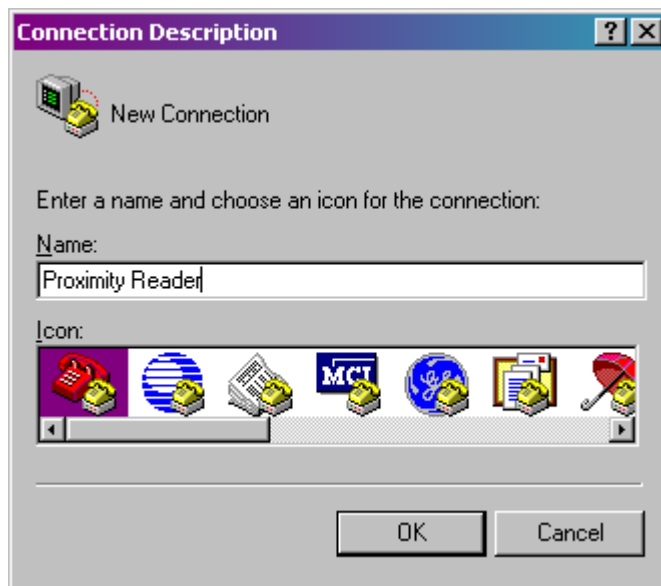 Connection Description
New Connection
Enter a name and choose an icon for the connection:
Name:
Proximity Reader
Icon:
MCI
OK Cancel